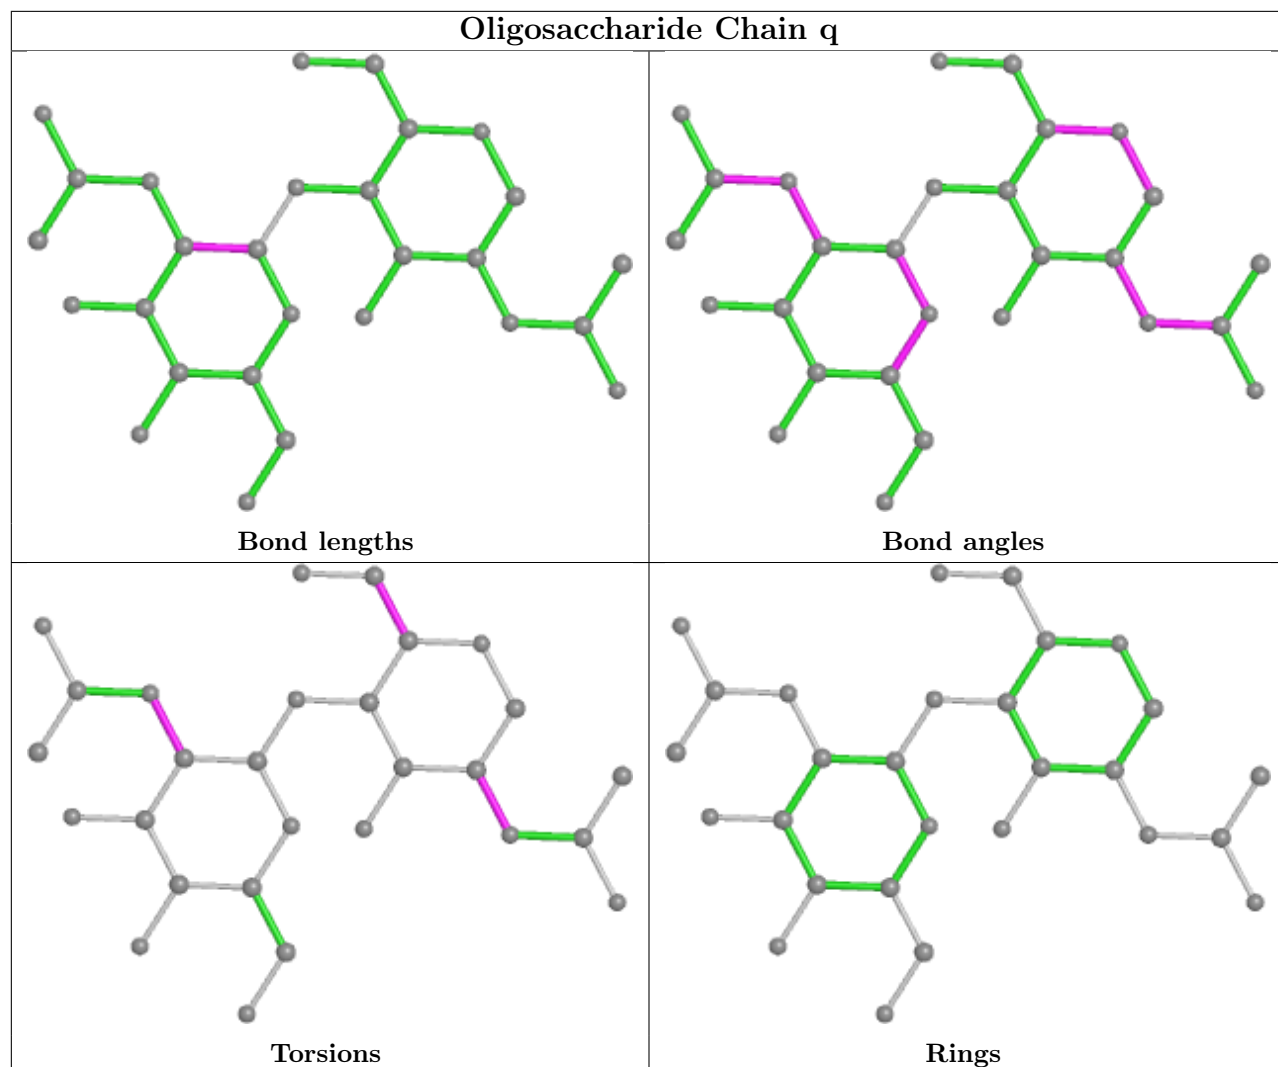 Oligosaccharide Chain q
Bond lengths
Bond angles
Torsions
Rings